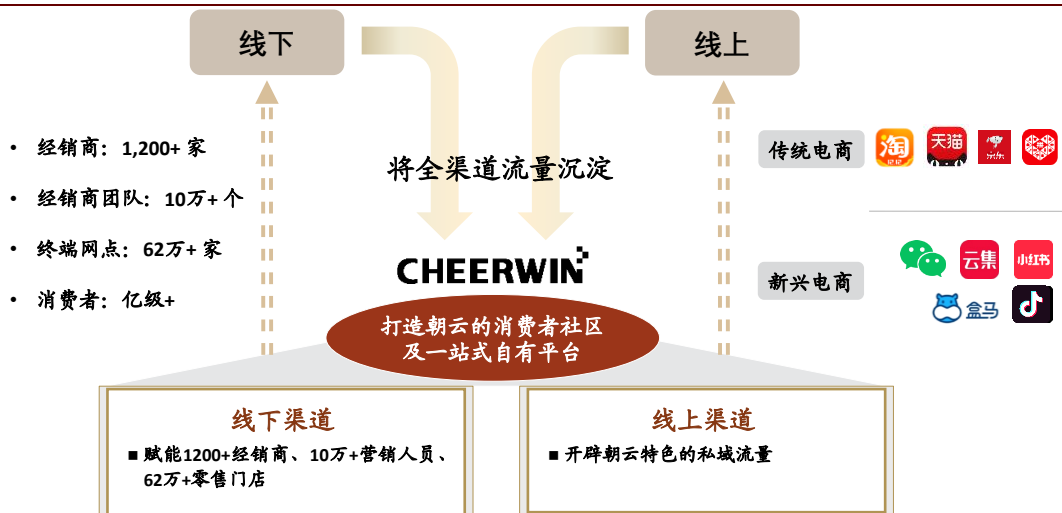 线下
线上
• 经销商：1,200+ 家
• 经销商团队：10万+ 个
• 终端网点：62万+ 家
• 消费者：亿级+
将全渠道流量沉淀
CHEERWIN
打造朝云的消费者社区
及一站式自有平台
传统电商
淘
天猫
京东
新兴电商
云集
小红书
盒马
线下渠道
■ 赋能1200+经销商、10万+营销人员、
62万+零售门店
线上渠道
■ 开辟朝云特色的私域流量